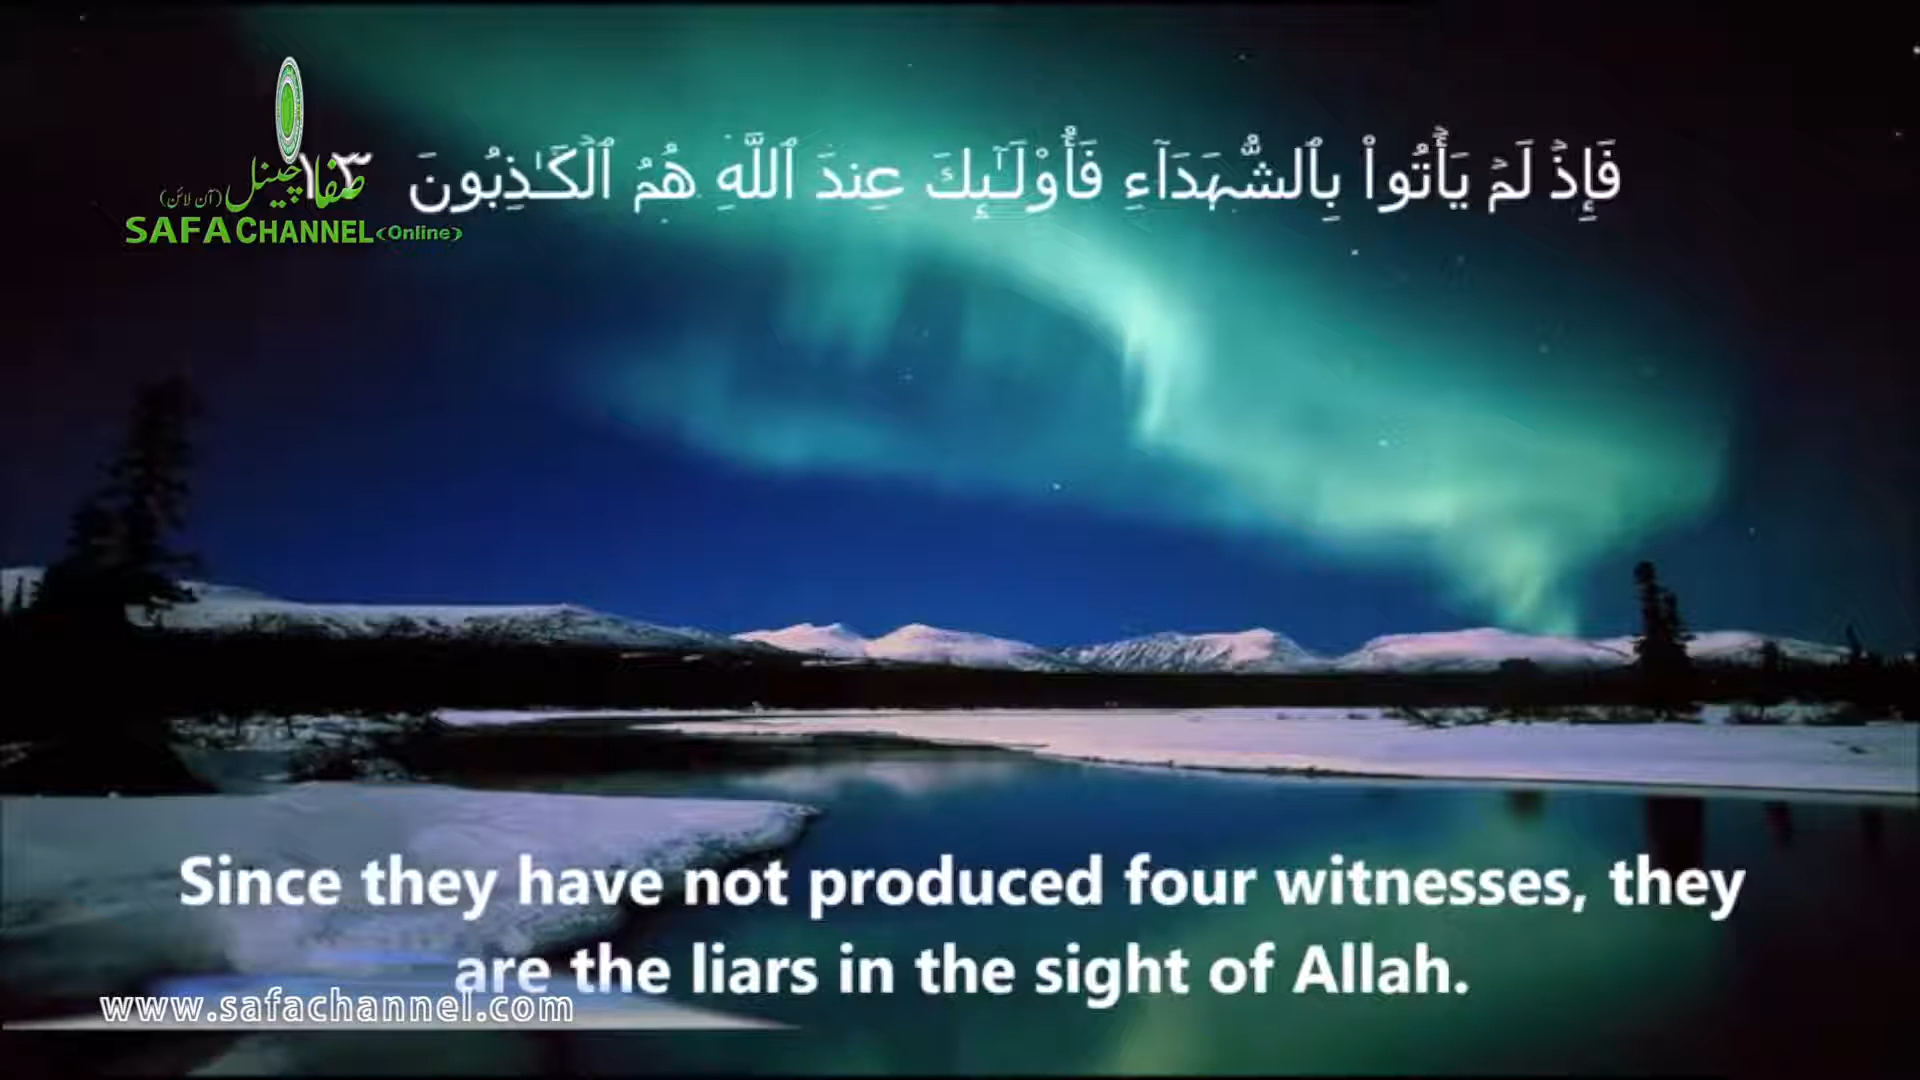 فَإِذْ لَمْ يَأْتُوا۟ بِٱلشُّهَدَآءِ فَأُو۟لَـٰٓئِكَ عِندَ ٱللَّهِ هُمُ ٱلْكَـٰذِبُونَ ١٣
صفا چینل (آن لائن)
SAFA CHANNEL (Online)
Since they have not produced four witnesses, they
are the liars in the sight of Allah.
www.safachannel.com